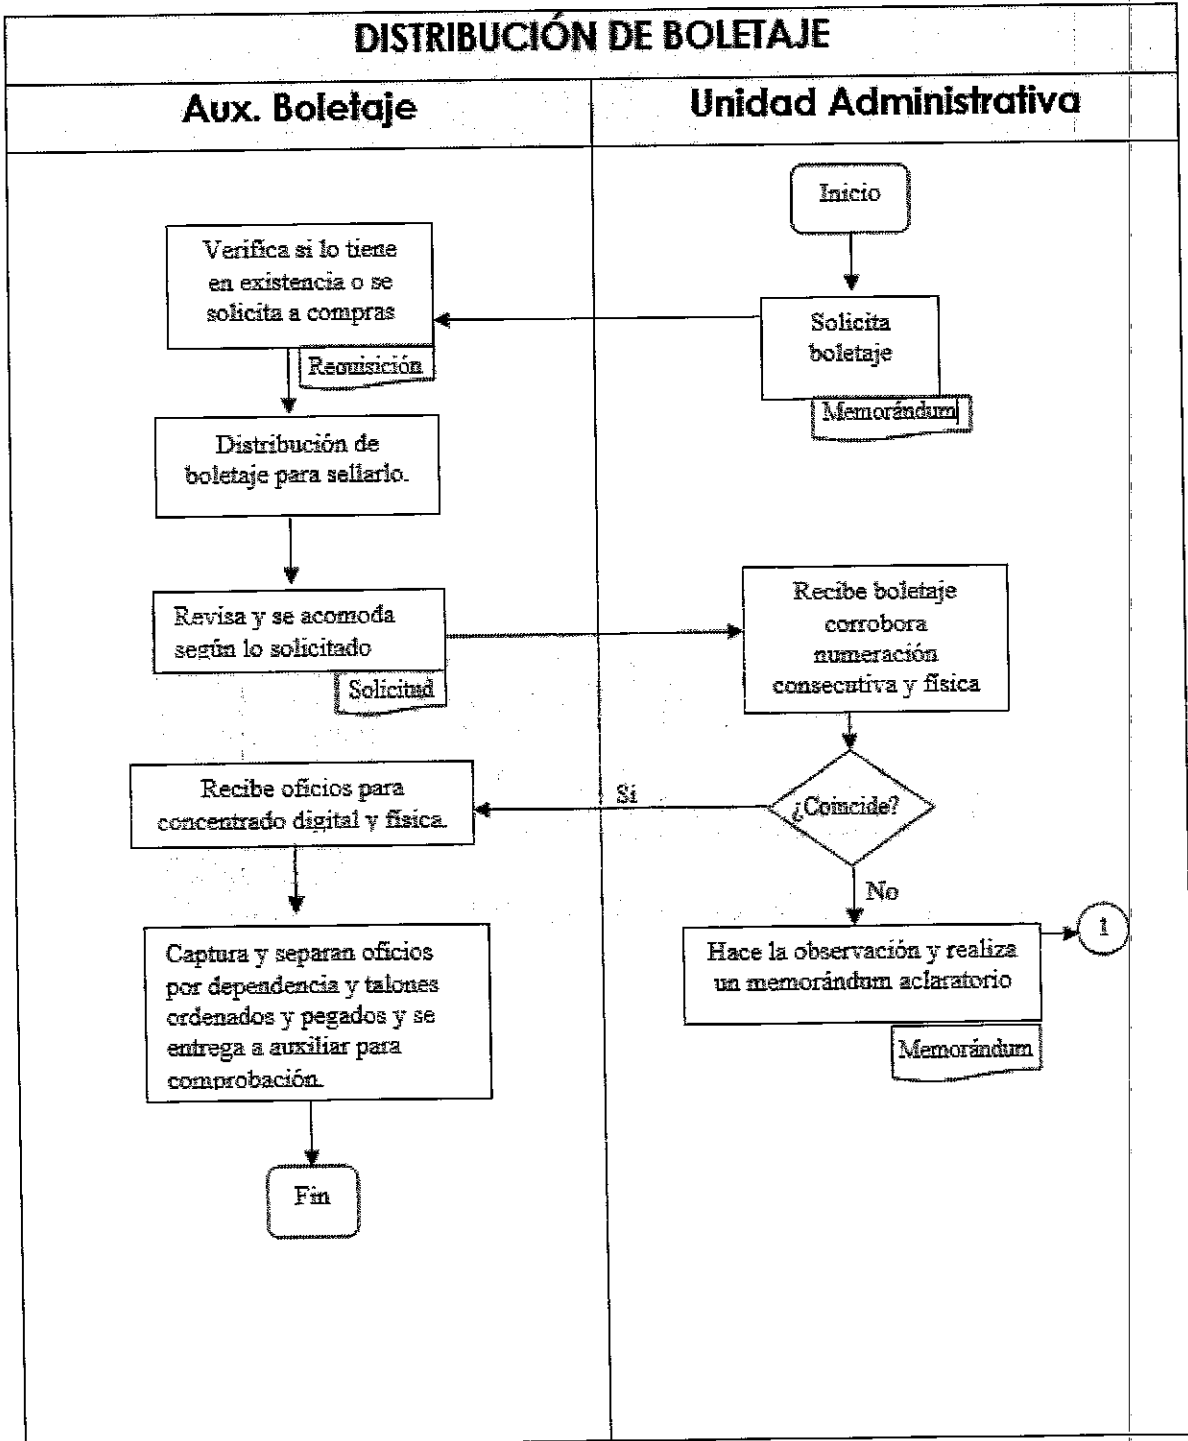 DISTRIBUCIÓN DE BOLETAJE
Aux. Boletaje
Unidad Administrativa
Inicio
Solicita
boletaje
Memorándum
Verifica si lo tiene
en existencia o se
solicita a compras
Requisición
Distribución de
boletaje para sellarlo.
Revisa y se acomoda
según lo solicitado
Solicitud
Recibe boletaje
corrobora
numeración
consecutiva y física
¿Coincide?
Si
No
Recibe oficios para
concentrado digital y física.
Hace la observación y realiza
un memorándum aclaratorio
Memorándum
1
Captura y separan oficios
por dependencia y talones
ordenados y pegados y se
entrega a auxiliar para
comprobación.
Fin